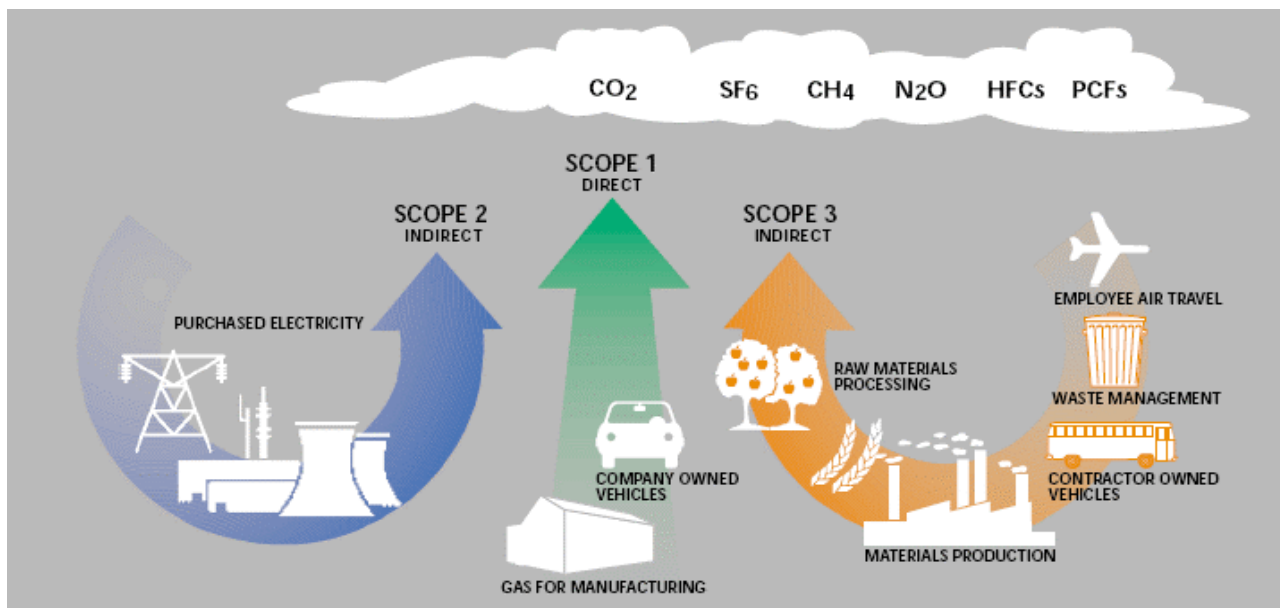 CO2 SF6 CH4 N2O HFCs PCFs
SCOPE 1
DIRECT
SCOPE 2
INDIRECT
SCOPE 3
INDIRECT
PURCHASED ELECTRICITY
EMPLOYEE AIR TRAVEL
RAW MATERIALS
PROCESSING
WASTE MANAGEMENT
COMPANY OWNED
VEHICLES
CONTRACTOR OWNED
VEHICLES
MATERIALS PRODUCTION
GAS FOR MANUFACTURING